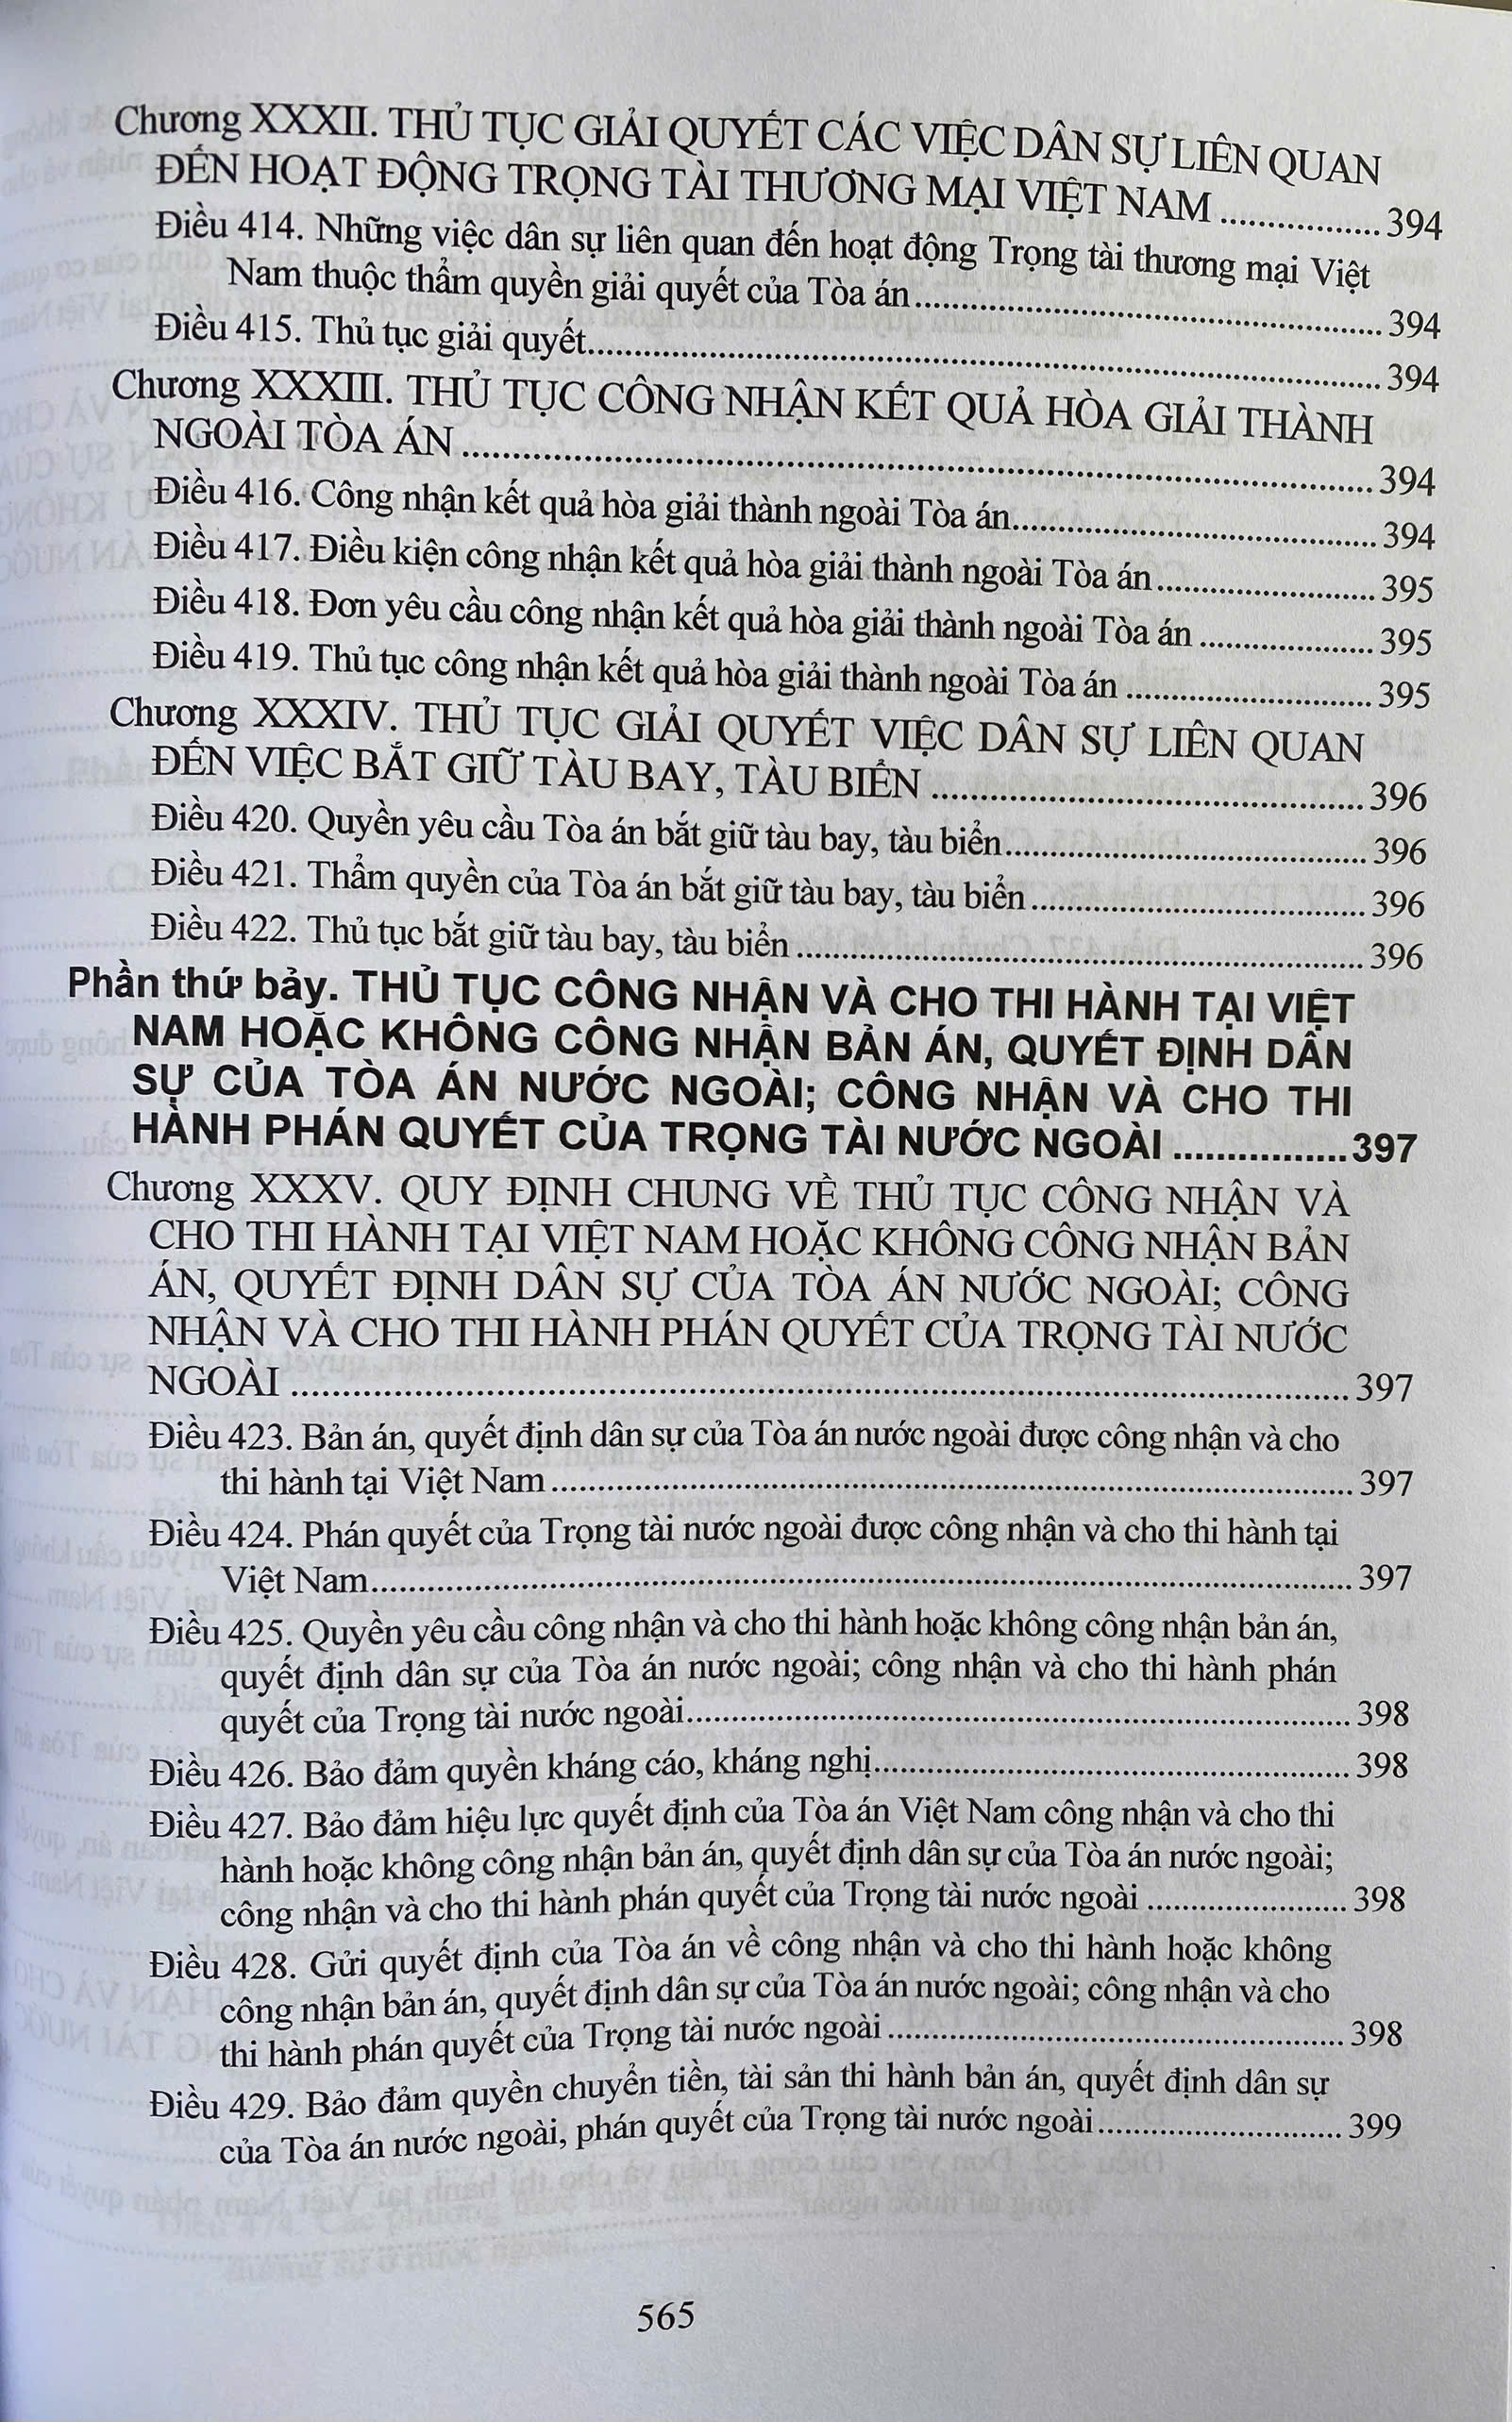 Chương XXXII. THỦ TỤC GIẢI QUYẾT CÁC VIỆC DÂN SỰ LIÊN QUAN
ĐẾN HOẠT ĐỘNG TRỌNG TÀI THƯƠNG MẠI VIỆT NAM ................ 394
Điều 414. Những việc dân sự liên quan đến hoạt động Trọng tài thương mại Việt
Nam thuộc thẩm quyền giải quyết của Tòa án ................ 394
Điều 415. Thủ tục giải quyết ................ 394
Chương XXXIII. THỦ TỤC CÔNG NHẬN KẾT QUẢ HÒA GIẢI THÀNH
NGOÀI TÒA ÁN ................ 394
Điều 416. Công nhận kết quả hòa giải thành ngoài Tòa án ................ 394
Điều 417. Điều kiện công nhận kết quả hòa giải thành ngoài Tòa án ................ 395
Điều 418. Đơn yêu cầu công nhận kết quả hòa giải thành ngoài Tòa án ................ 395
Điều 419. Thủ tục công nhận kết quả hòa giải thành ngoài Tòa án ................ 395
Chương XXXIV. THỦ TỤC GIẢI QUYẾT VIỆC DÂN SỰ LIÊN QUAN
ĐẾN VIỆC BẮT GIỮ TÀU BAY, TÀU BIỂN ................ 396
Điều 420. Quyền yêu cầu Tòa án bắt giữ tàu bay, tàu biển ................ 396
Điều 421. Thẩm quyền của Tòa án bắt giữ tàu bay, tàu biển ................ 396
Điều 422. Thủ tục bắt giữ tàu bay, tàu biển ................ 396
Phần thứ bảy. THỦ TỤC CÔNG NHẬN VÀ CHO THI HÀNH TẠI VIỆT
NAM HOẶC KHÔNG CÔNG NHẬN BẢN ÁN, QUYẾT ĐỊNH DÂN
SỰ CỦA TÒA ÁN NƯỚC NGOÀI; CÔNG NHẬN VÀ CHO THI
HÀNH PHÁN QUYẾT CỦA TRỌNG TÀI NƯỚC NGOÀI ................ 397
Chương XXXV. QUY ĐỊNH CHUNG VỀ THỦ TỤC CÔNG NHẬN VÀ
CHO THI HÀNH TẠI VIỆT NAM HOẶC KHÔNG CÔNG NHẬN BẢN
ÁN, QUYẾT ĐỊNH DÂN SỰ CỦA TÒA ÁN NƯỚC NGOÀI; CÔNG
NHẬN VÀ CHO THI HÀNH PHÁN QUYẾT CỦA TRỌNG TÀI NƯỚC
NGOÀI ................ 397
Điều 423. Bản án, quyết định dân sự của Tòa án nước ngoài được công nhận và cho
thi hành tại Việt Nam ................ 397
Điều 424. Phán quyết của Trọng tài nước ngoài được công nhận và cho thi hành tại
Việt Nam ................ 397
Điều 425. Quyền yêu cầu công nhận và cho thi hành hoặc không công nhận bản án,
quyết định dân sự của Tòa án nước ngoài; công nhận và cho thi hành phán
quyết của Trọng tài nước ngoài ................ 398
Điều 426. Bảo đảm quyền kháng cáo, kháng nghị ................ 398
Điều 427. Bảo đảm hiệu lực quyết định của Tòa án Việt Nam công nhận và cho thi
hành hoặc không công nhận bản án, quyết định dân sự của Tòa án nước ngoài;
công nhận và cho thi hành phán quyết của Trọng tài nước ngoài ................ 398
Điều 428. Gửi quyết định của Tòa án về công nhận và cho thi hành hoặc không
công nhận bản án, quyết định dân sự của Tòa án nước ngoài; công nhận và cho
thi hành phán quyết của Trọng tài nước ngoài ................ 398
Điều 429. Bảo đảm quyền chuyển tiền, tài sản thi hành bản án, quyết định dân sự
của Tòa án nước ngoài, phán quyết của Trọng tài nước ngoài ................ 399
565